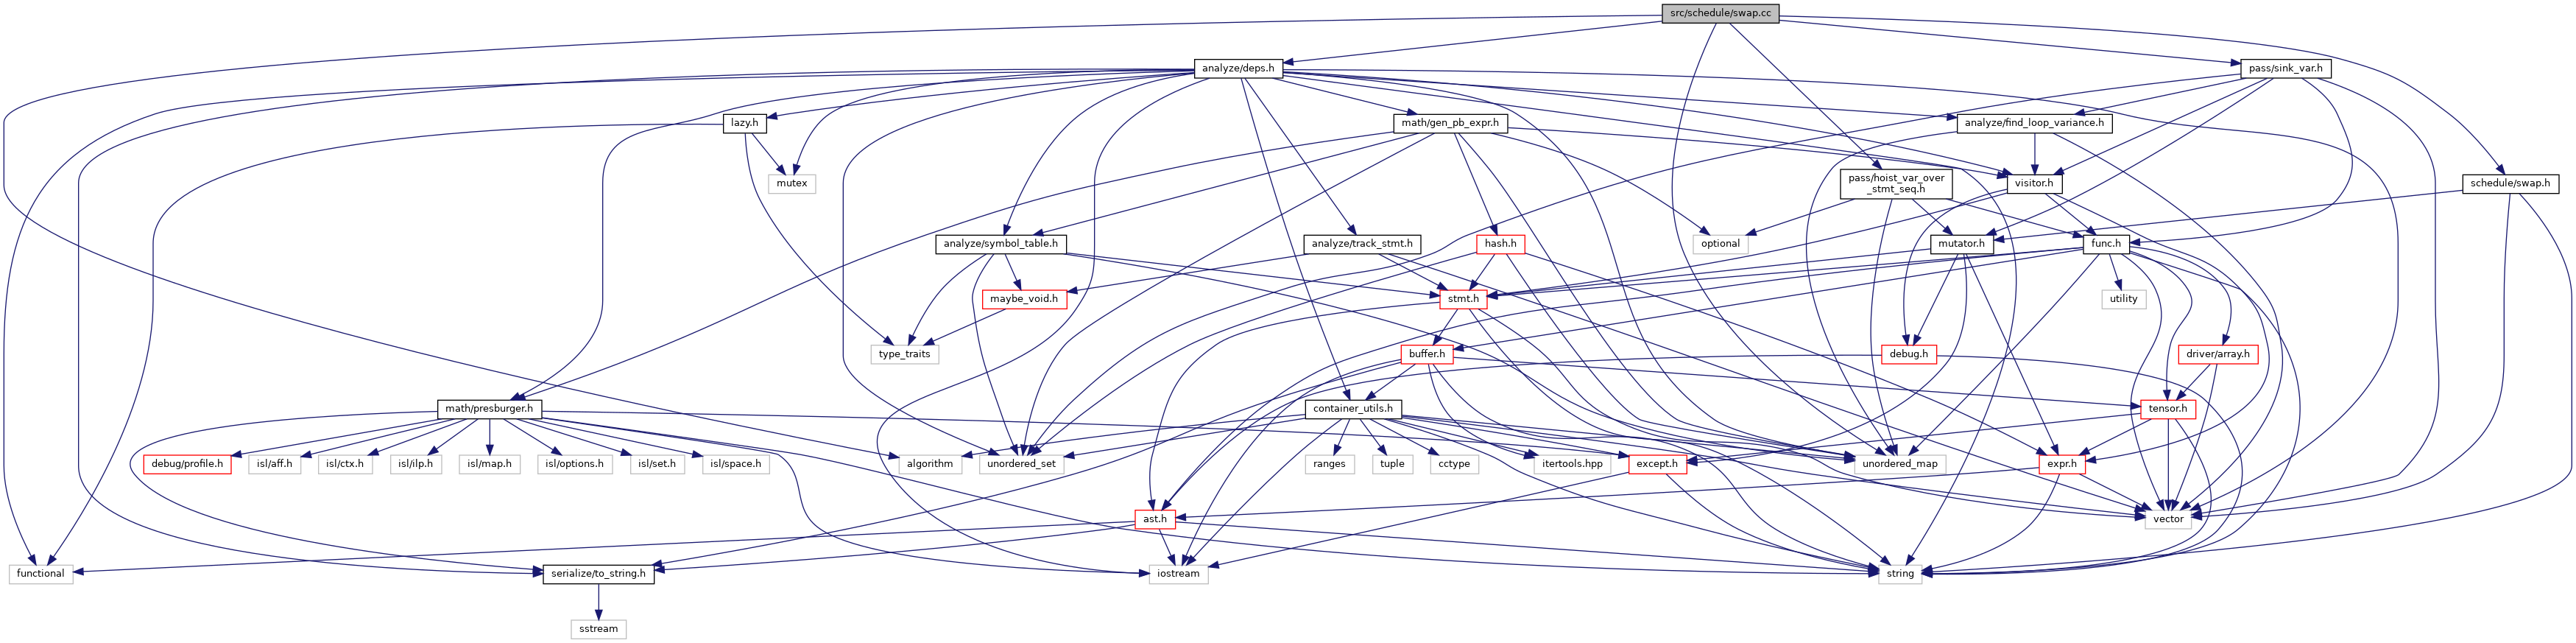 src/schedule/swap.cc
analyze/deps.h
pass/sink_var.h
lazy.h
math/gen_pb_expr.h
analyze/find_loop_variance.h
mutex
pass/hoist_var_over
_stmt_seq.h
visitor.h
schedule/swap.h
analyze/symbol_table.h
analyze/track_stmt.h
hash.h
optional
mutator.h
func.h
maybe_void.h
stmt.h
utility
type_traits
buffer.h
debug.h
driver/array.h
math/presburger.h
container_utils.h
tensor.h
debug/profile.h
isl/aff.h
isl/ctx.h
isl/ilp.h
isl/map.h
isl/options.h
isl/set.h
isl/space.h
algorithm
unordered_set
ranges
tuple
cctype
itertools.hpp
except.h
unordered_map
expr.h
ast.h
vector
functional
serialize/to_string.h
iostream
string
sstream